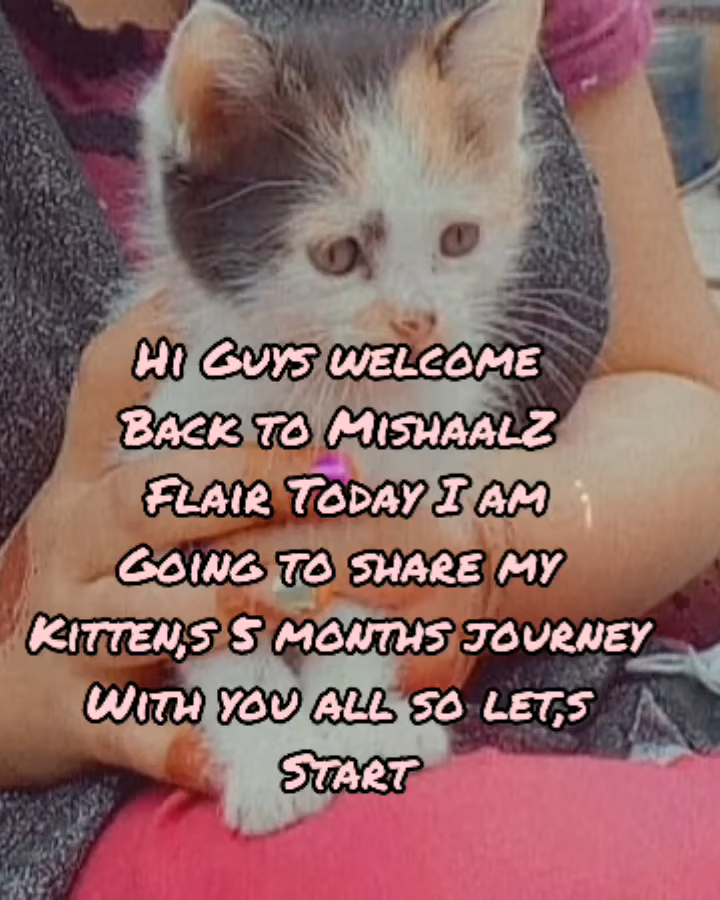 Hi Guys welcome
Back to MishaalZ
Flair Today I am
Going to share my
Kitten,s 5 months journey
With you all so let,s
Start